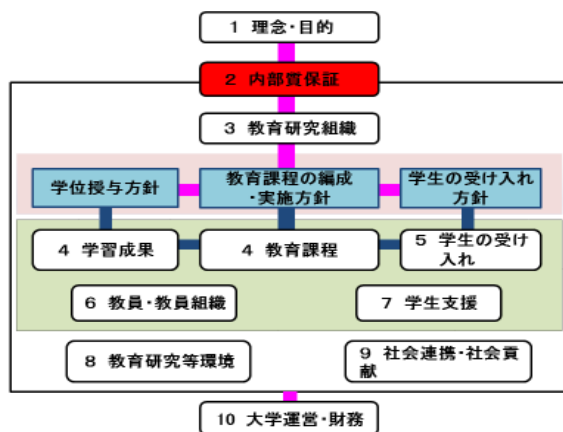 1 理念・目的
2 内部質保証
3 教育研究組織
学位授与方針
教育課程の編成
・実施方針
学生の受け入れ
方針
4 学習成果
4 教育課程
5 学生の受け
入れ
6 教員・教員組織
7 学生支援
8 教育研究等環境
9 社会連携・社会貢
献
10 大学運営・財務